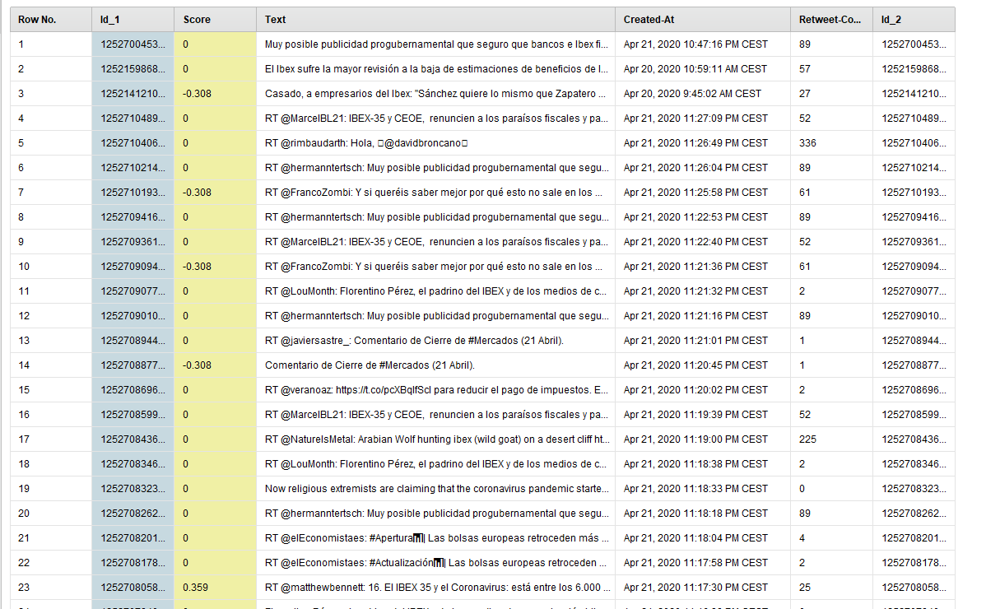 Row No. Id_1 Score Text Created-At Retweet-Co... Id_2
1 1252700453... 0 Muy posible publicidad progubernamental que seguro que bancos e Ibex fi... Apr 21, 2020 10:47:16 PM CEST 89 1252700453...
2 1252159868... 0 El Ibex sufre la mayor revisión a la baja de estimaciones de beneficios de l... Apr 20, 2020 10:59:11 AM CEST 57 1252159868...
3 1252141210... -0.308 Casado, a empresarios del Ibex: "Sánchez quiere lo mismo que Zapatero ... Apr 20, 2020 9:45:02 AM CEST 27 1252141210...
4 1252710489... 0 RT @MarcelBL21: IBEX-35 y CEOE, renuncien a los paraísos fiscales y pa... Apr 21, 2020 11:27:09 PM CEST 52 1252710489...
5 1252710406... 0 RT @rimbaudarth: Hola, @davidbroncano Apr 21, 2020 11:26:49 PM CEST 336 1252710406...
6 1252710214... 0 RT @hermanntertsch: Muy posible publicidad progubernamental que segu... Apr 21, 2020 11:26:04 PM CEST 89 1252710214...
7 1252710193... -0.308 RT @FrancoZombi: Y si queréis saber mejor por qué esto no sale en los ... Apr 21, 2020 11:25:58 PM CEST 61 1252710193...
8 1252709416... 0 RT @hermanntertsch: Muy posible publicidad progubernamental que segu... Apr 21, 2020 11:22:53 PM CEST 89 1252709416...
9 1252709361... 0 RT @MarcelBL21: IBEX-35 y CEOE, renuncien a los paraísos fiscales y pa... Apr 21, 2020 11:22:40 PM CEST 52 1252709361...
10 1252709094... -0.308 RT @FrancoZombi: Y si queréis saber mejor por qué esto no sale en los ... Apr 21, 2020 11:21:36 PM CEST 61 1252709094...
11 1252709077... 0 RT @LouMonth: Florentino Pérez, el padrino del IBEX y de los medios de c... Apr 21, 2020 11:21:32 PM CEST 2 1252709077...
12 1252709010... 0 RT @hermanntertsch: Muy posible publicidad progubernamental que segu... Apr 21, 2020 11:21:16 PM CEST 89 1252709010...
13 1252708944... 0 RT @javiersastre_: Comentario de Cierre de #Mercados (21 Abril). Apr 21, 2020 11:21:01 PM CEST 1 1252708944...
14 1252708877... -0.308 Comentario de Cierre de #Mercados (21 Abril). Apr 21, 2020 11:20:45 PM CEST 1 1252708877...
15 1252708696... 0 RT @veranoaz: https://t.co/pcXBqlfScI para reducir el pago de impuestos. E... Apr 21, 2020 11:20:02 PM CEST 2 1252708696...
16 1252708599... 0 RT @MarcelBL21: IBEX-35 y CEOE, renuncien a los paraísos fiscales y pa... Apr 21, 2020 11:19:39 PM CEST 52 1252708599...
17 1252708436... 0 RT @NatureIsMetal: Arabian Wolf hunting ibex (wild goat) on a desert cliff ht... Apr 21, 2020 11:19:00 PM CEST 225 1252708436...
18 1252708346... 0 RT @LouMonth: Florentino Pérez, el padrino del IBEX y de los medios de c... Apr 21, 2020 11:18:38 PM CEST 2 1252708346...
19 1252708323... 0 Now religious extremists are claiming that the coronavirus pandemic starte... Apr 21, 2020 11:18:33 PM CEST 0 1252708323...
20 1252708262... 0 RT @hermanntertsch: Muy posible publicidad progubernamental que segu... Apr 21, 2020 11:18:18 PM CEST 89 1252708262...
21 1252708201... 0 RT @elEconomistaes: #Apertura| Las bolsas europeas retroceden más ... Apr 21, 2020 11:18:04 PM CEST 4 1252708201...
22 1252708178... 0 RT @elEconomistaes: #Actualización| Las bolsas europeas retroceden ... Apr 21, 2020 11:17:58 PM CEST 2 1252708178...
23 1252708058... 0.359 RT @matthewbennett: 16. El IBEX 35 y el Coronavirus: está entre los 6.000 ... Apr 21, 2020 11:17:30 PM CEST 25 1252708058...